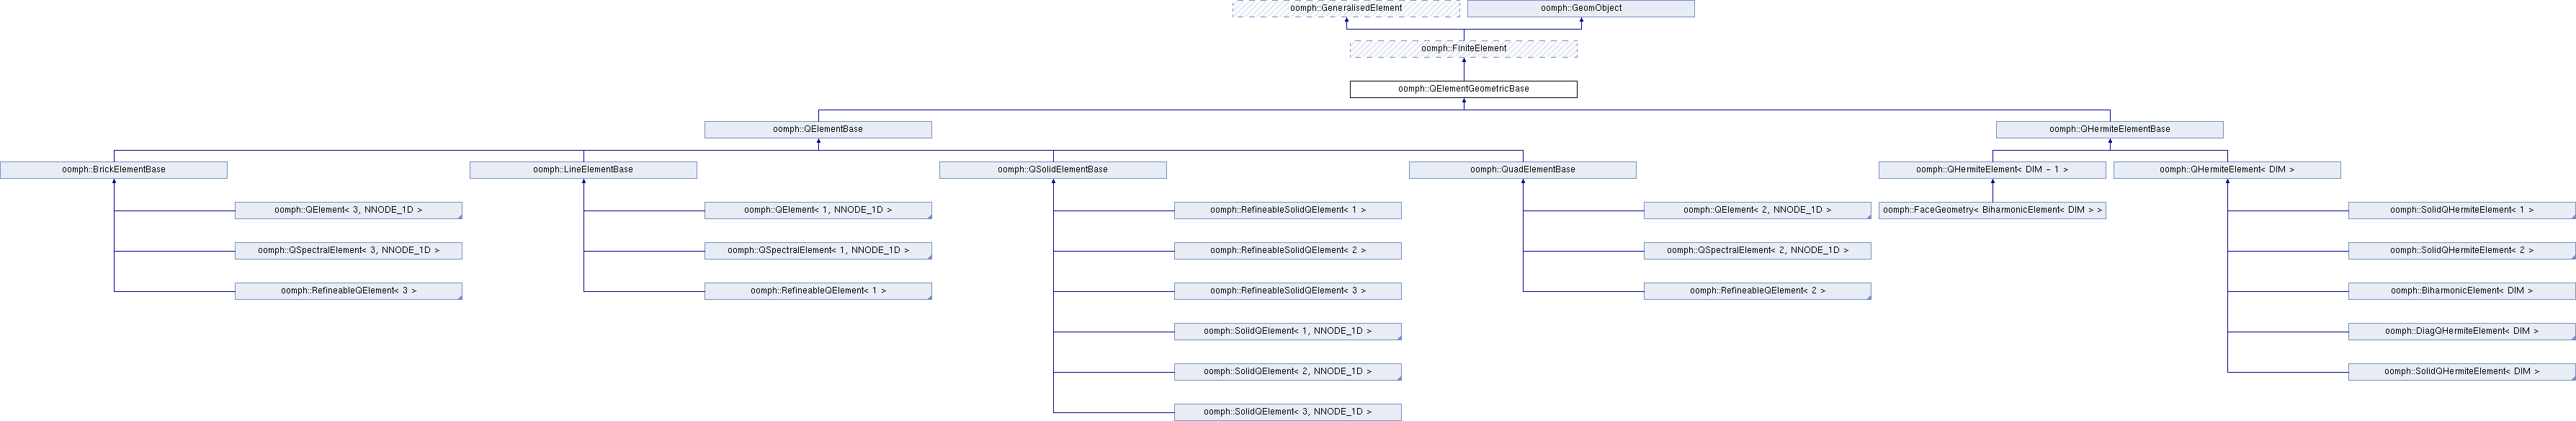 oomph::GeneralisedElement
oomph::GeomObject
oomph::FiniteElement
oomph::QElementGeometricBase
oomph::QElementBase
oomph::QHermiteElementBase
oomph::BrickElementBase
oomph::LineElementBase
oomph::QSolidElementBase
oomph::QuadElementBase
oomph::QHermiteElement< DIM - 1 >
oomph::QHermiteElement< DIM >
oomph::QElement< 3, NNODE_1D >
oomph::QElement< 1, NNODE_1D >
oomph::RefineableSolidQElement< 1 >
oomph::QElement< 2, NNODE_1D >
oomph::FaceGeometry< BiharmonicElement< DIM > >
oomph::SolidQHermiteElement< 1 >
oomph::QSpectralElement< 3, NNODE_1D >
oomph::QSpectralElement< 1, NNODE_1D >
oomph::RefineableSolidQElement< 2 >
oomph::QSpectralElement< 2, NNODE_1D >
oomph::SolidQHermiteElement< 2 >
oomph::RefineableQElement< 3 >
oomph::RefineableQElement< 1 >
oomph::RefineableSolidQElement< 3 >
oomph::RefineableQElement< 2 >
oomph::BiharmonicElement< DIM >
oomph::SolidQElement< 1, NNODE_1D >
oomph::DiagQHermiteElement< DIM >
oomph::SolidQElement< 2, NNODE_1D >
oomph::SolidQHermiteElement< DIM >
oomph::SolidQElement< 3, NNODE_1D >